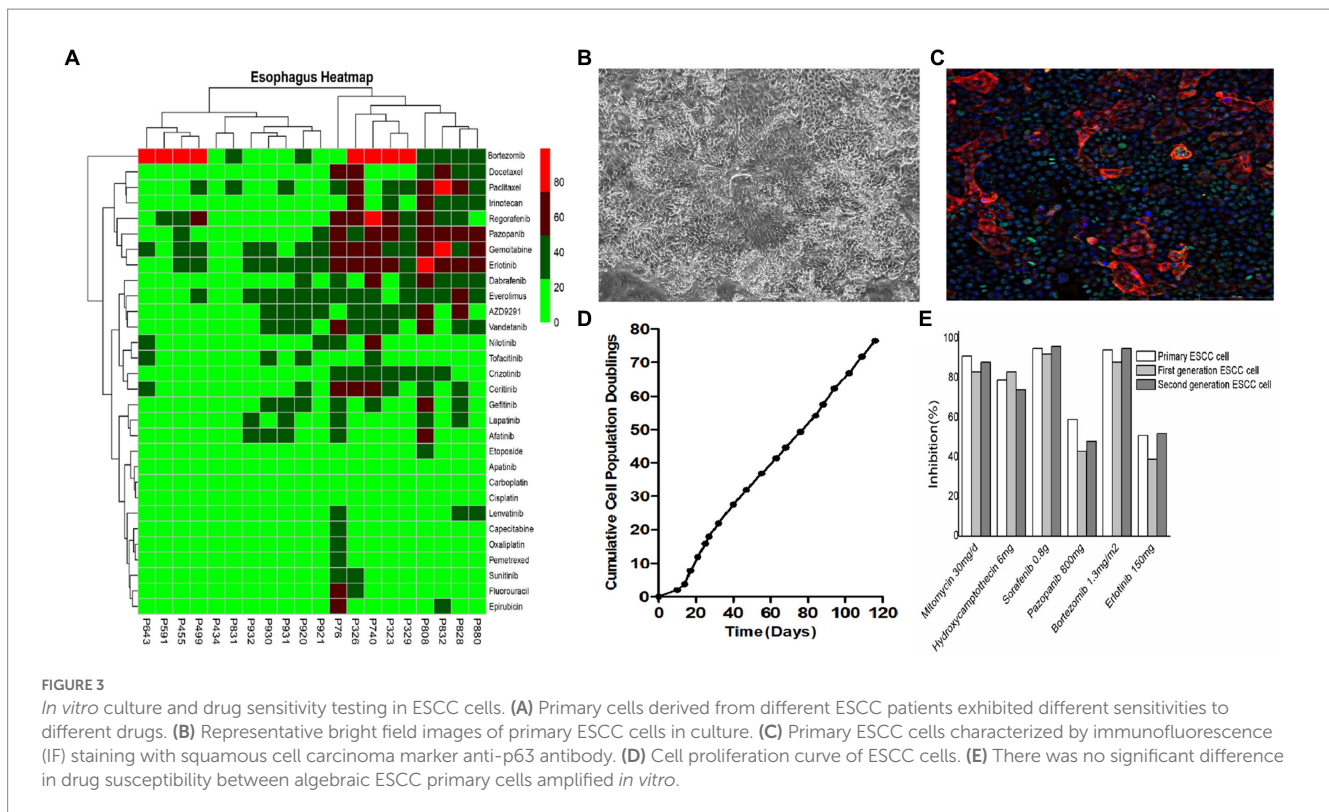 A
Esophagus Heatmap
Bortezomib
Docetaxel
Paclitaxel
Irinotecan
Regorafenib
Pazopanib
Gemcitabine
Erlotinib
Dabrafenib
Everolimus
AZD9291
Vandetanib
Nilotinib
Tofacitinib
Crizotinib
Ceritinib
Gefitinib
Lapatinib
Afatinib
Etoposide
Apatinib
Carboplatin
Cisplatin
Lenvatinib
Capecitabine
Oxaliplatin
Pemetrexed
Sunitinib
Fluorouracil
Epirubicin
80
60
40
20
0
P643 P591 P455 P499 P434 P831 P932 P930 P931 P920 P921 P76 P326 P740 P323 P329 P808 P832 P828 P880
B
C
D
Cumulative Cell Population Doublings
80
70
60
50
40
30
20
10
0
0 20 40 60 80 100 120
Time(Days)
E
Inhibition(%)
100
80
60
40
20
0
Primary ESCC cell
First generation ESCC cell
Second generation ESCC cell
Mitomycin 30mg/d
Hydroxycamptothecin 6mg
Sorafenib 0.8g
Pazopanib 800mg
Bortezomib 1.3mg/m2
Erlotinib 150mg
FIGURE 3
In vitro culture and drug sensitivity testing in ESCC cells. (A) Primary cells derived from different ESCC patients exhibited different sensitivities to
different drugs. (B) Representative bright field images of primary ESCC cells in culture. (C) Primary ESCC cells characterized by immunofluorescence
(IF) staining with squamous cell carcinoma marker anti-p63 antibody. (D) Cell proliferation curve of ESCC cells. (E) There was no significant difference
in drug susceptibility between algebraic ESCC primary cells amplified in vitro.